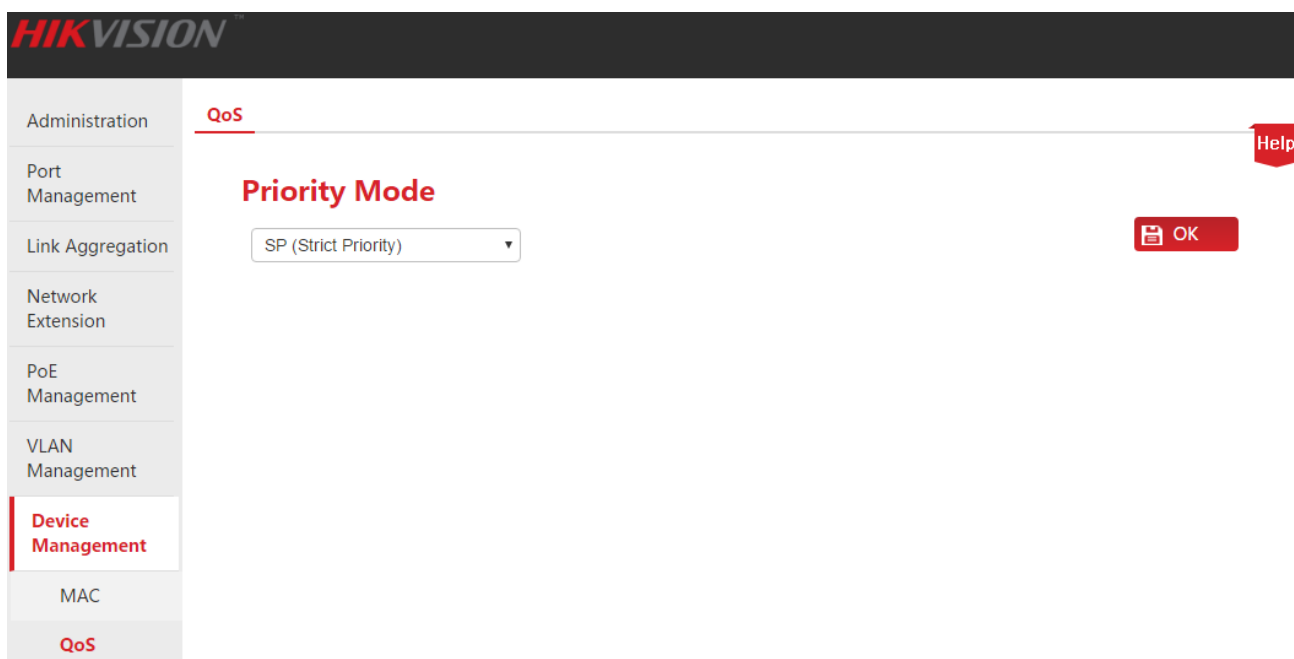 HIKVISION™
Administration
Port
Management
Link Aggregation
Network
Extension
PoE
Management
VLAN
Management
Device
Management
MAC
QoS
QoS
Help
Priority Mode
SP (Strict Priority)
OK